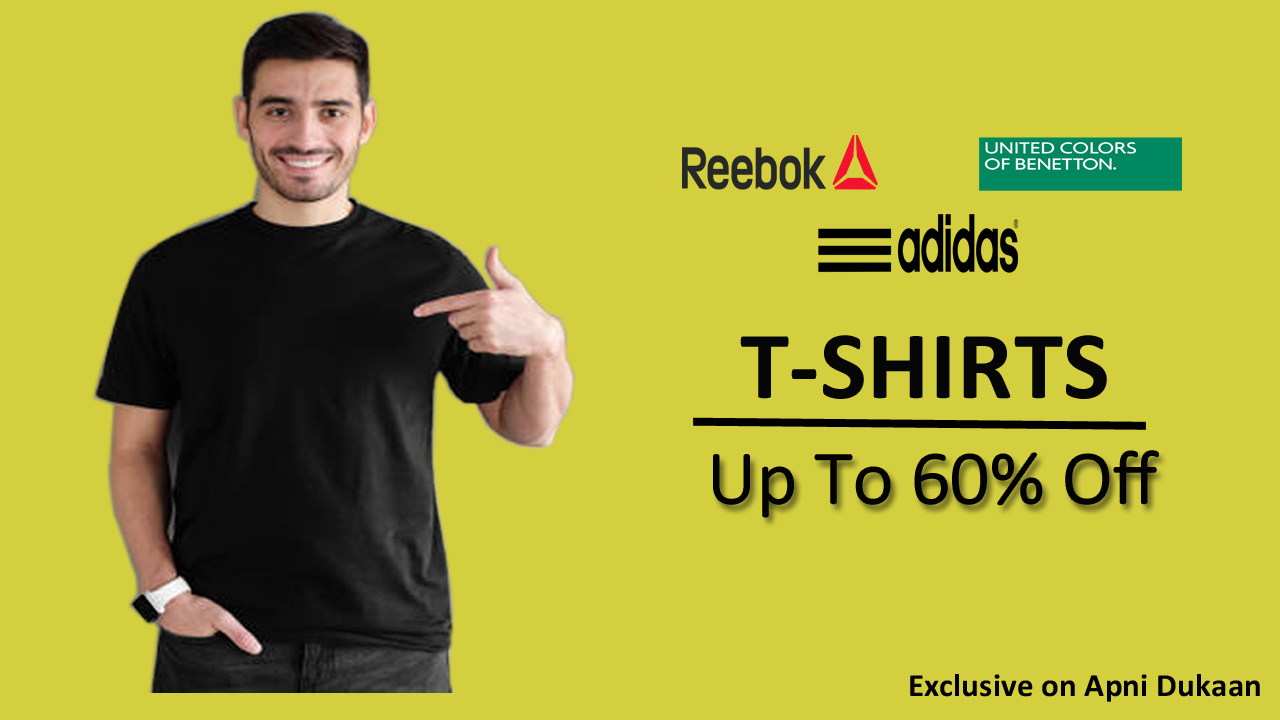 Reebok
UNITED COLORS
OF BENETTON.
adidas®
T-SHIRTS
Up To 60% Off
Exclusive on Apni Dukaan